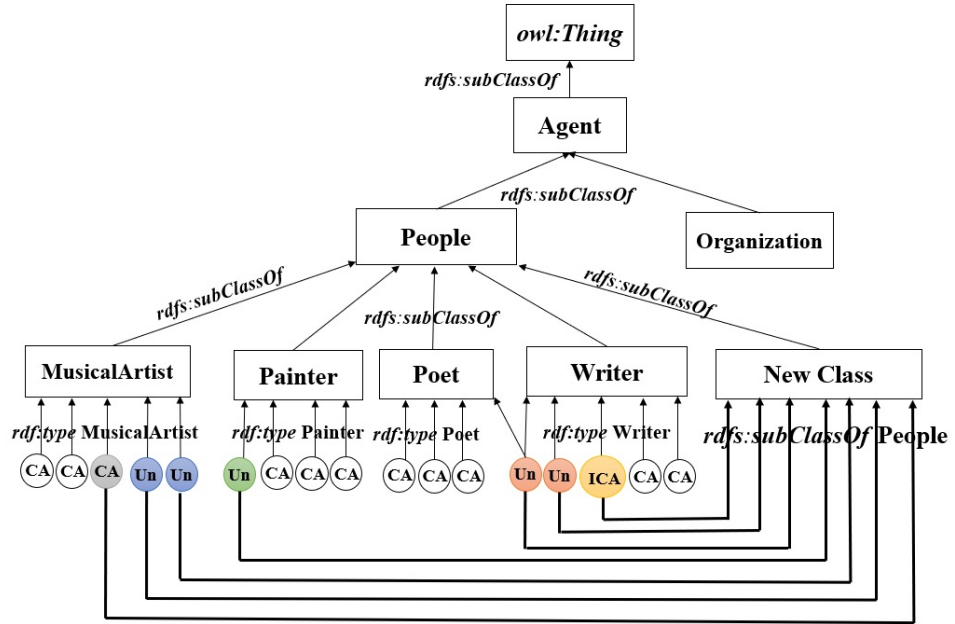 owl:Thing
rdfs:subClassOf
Agent
rdfs:subClassOf
People
Organization
rdfs:subClassOf
rdfs:subClassOf
rdfs:subClassOf
MusicalArtist
Painter
Poet
Writer
New Class
rdf:type MusicalArtist
rdf:type Painter
rdf:type Poet
rdf:type Writer
rdfs:subClassOf People
CA CA CA Un Un
Un CA CA CA
CA CA CA
Un Un ICA CA CA